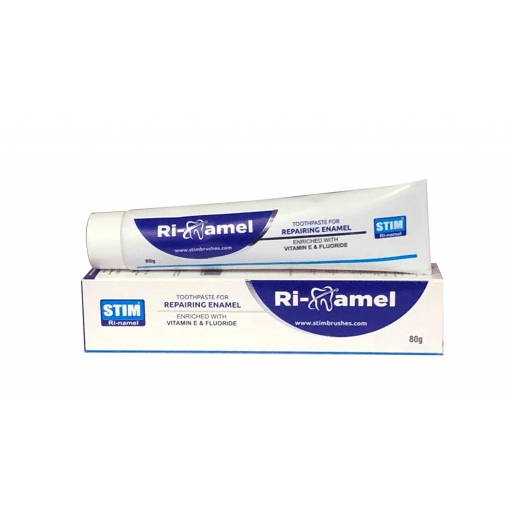 Ri-namel
www.stimbrushes.com
80g
TOOTHPASTE FOR
REPAIRING ENAMEL
ENRICHED WITH
VITAMIN E & FLUORIDE
STIM
Ri-namel
STIM
Ri-namel
TOOTHPASTE FOR
REPAIRING ENAMEL
ENRICHED WITH
VITAMIN E & FLUORIDE
Ri-namel
www.stimbrushes.com
80g